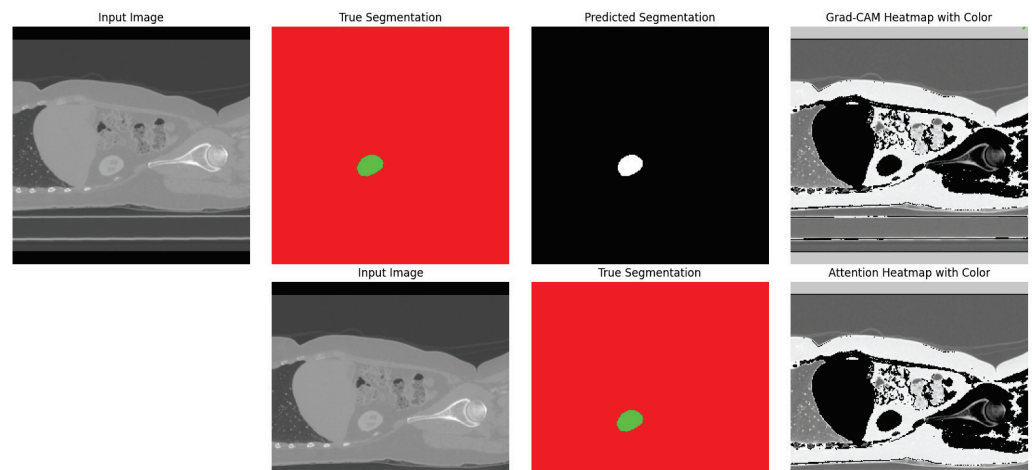 Input Image
True Segmentation
Predicted Segmentation
Grad-CAM Heatmap with Color
Input Image
True Segmentation
Attention Heatmap with Color